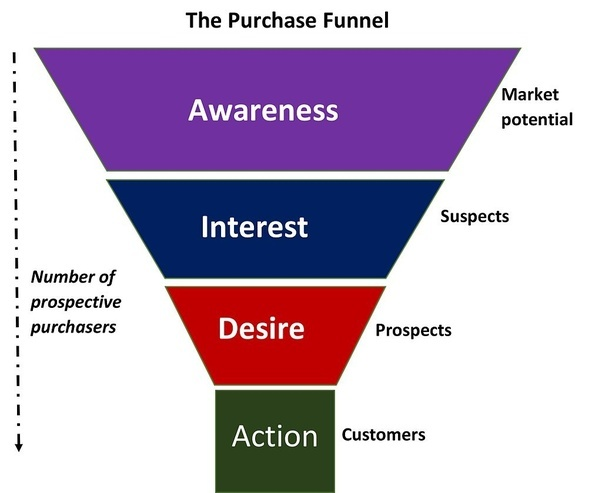 The Purchase Funnel
Awareness
Market
potential
Interest
Suspects
Number of
prospective
purchasers
Desire
Prospects
Action
Customers